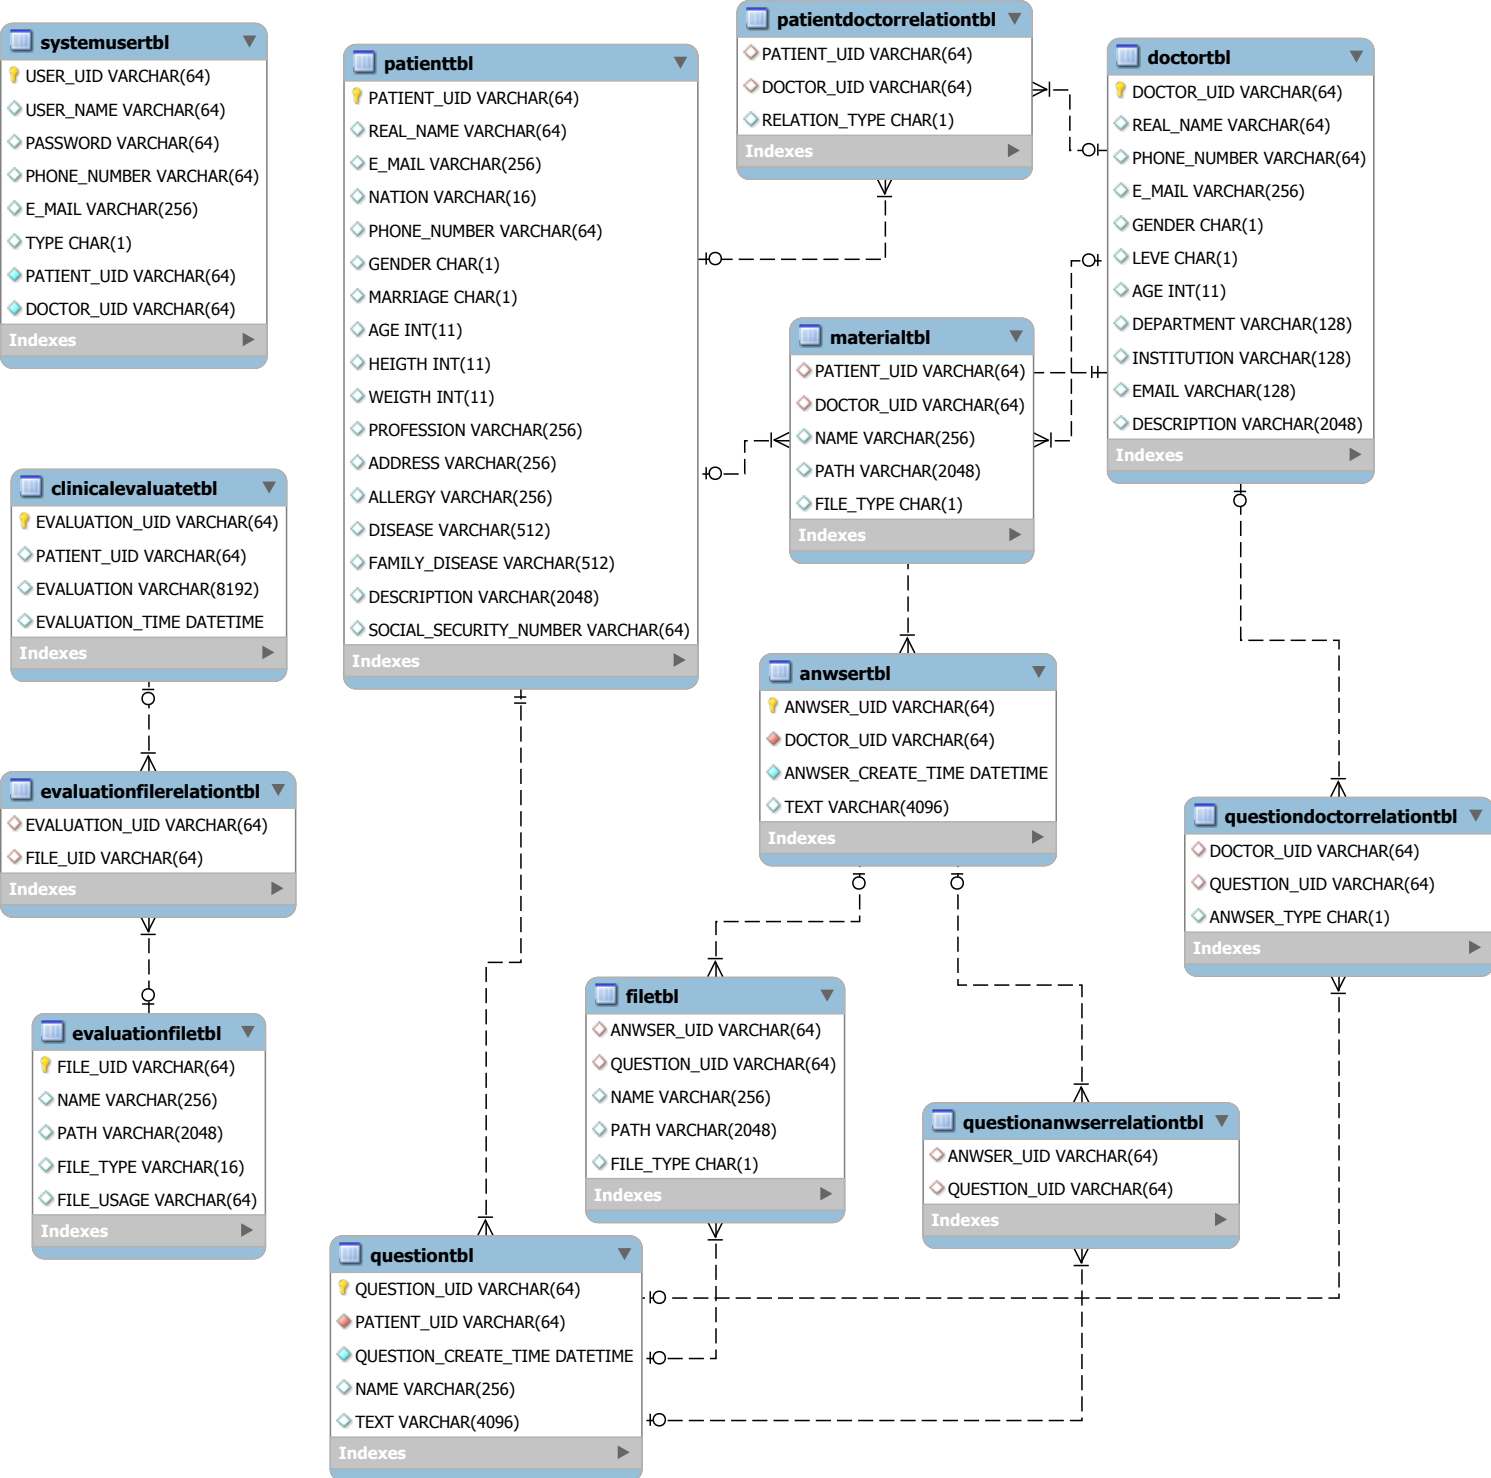 systemusertbl
USER_UID VARCHAR(64)
USER_NAME VARCHAR(64)
PASSWORD VARCHAR(64)
PHONE_NUMBER VARCHAR(64)
E_MAIL VARCHAR(256)
TYPE CHAR(1)
PATIENT_UID VARCHAR(64)
DOCTOR_UID VARCHAR(64)
Indexes
patienttbl
PATIENT_UID VARCHAR(64)
REAL_NAME VARCHAR(64)
E_MAIL VARCHAR(256)
NATION VARCHAR(16)
PHONE_NUMBER VARCHAR(64)
GENDER CHAR(1)
MARRIAGE CHAR(1)
AGE INT(11)
HEIGTH INT(11)
WEIGTH INT(11)
PROFESSION VARCHAR(256)
ADDRESS VARCHAR(256)
ALLERGY VARCHAR(256)
DISEASE VARCHAR(512)
FAMILY_DISEASE VARCHAR(512)
DESCRIPTION VARCHAR(2048)
SOCIAL_SECURITY_NUMBER VARCHAR(64)
Indexes
patientdoctorrelationtbl
PATIENT_UID VARCHAR(64)
DOCTOR_UID VARCHAR(64)
RELATION_TYPE CHAR(1)
Indexes
doctortbl
DOCTOR_UID VARCHAR(64)
REAL_NAME VARCHAR(64)
PHONE_NUMBER VARCHAR(64)
E_MAIL VARCHAR(256)
GENDER CHAR(1)
LEVE CHAR(1)
AGE INT(11)
DEPARTMENT VARCHAR(128)
INSTITUTION VARCHAR(128)
EMAIL VARCHAR(128)
DESCRIPTION VARCHAR(2048)
Indexes
materialtbl
PATIENT_UID VARCHAR(64)
DOCTOR_UID VARCHAR(64)
NAME VARCHAR(256)
PATH VARCHAR(2048)
FILE_TYPE CHAR(1)
Indexes
clinicalevaluatetbl
EVALUATION_UID VARCHAR(64)
PATIENT_UID VARCHAR(64)
EVALUATION VARCHAR(8192)
EVALUATION_TIME DATETIME
Indexes
anwsertbl
ANWSER_UID VARCHAR(64)
DOCTOR_UID VARCHAR(64)
ANWSER_CREATE_TIME DATETIME
TEXT VARCHAR(4096)
Indexes
evaluationfilerelationtbl
EVALUATION_UID VARCHAR(64)
FILE_UID VARCHAR(64)
Indexes
questiondoctorrelationtbl
DOCTOR_UID VARCHAR(64)
QUESTION_UID VARCHAR(64)
ANWSER_TYPE CHAR(1)
Indexes
evaluationfiletbl
FILE_UID VARCHAR(64)
NAME VARCHAR(256)
PATH VARCHAR(2048)
FILE_TYPE VARCHAR(16)
FILE_USAGE VARCHAR(64)
Indexes
filetbl
ANWSER_UID VARCHAR(64)
QUESTION_UID VARCHAR(64)
NAME VARCHAR(256)
PATH VARCHAR(2048)
FILE_TYPE CHAR(1)
Indexes
questionanwserrelationtbl
ANWSER_UID VARCHAR(64)
QUESTION_UID VARCHAR(64)
Indexes
questiontbl
QUESTION_UID VARCHAR(64)
PATIENT_UID VARCHAR(64)
QUESTION_CREATE_TIME DATETIME
NAME VARCHAR(256)
TEXT VARCHAR(4096)
Indexes